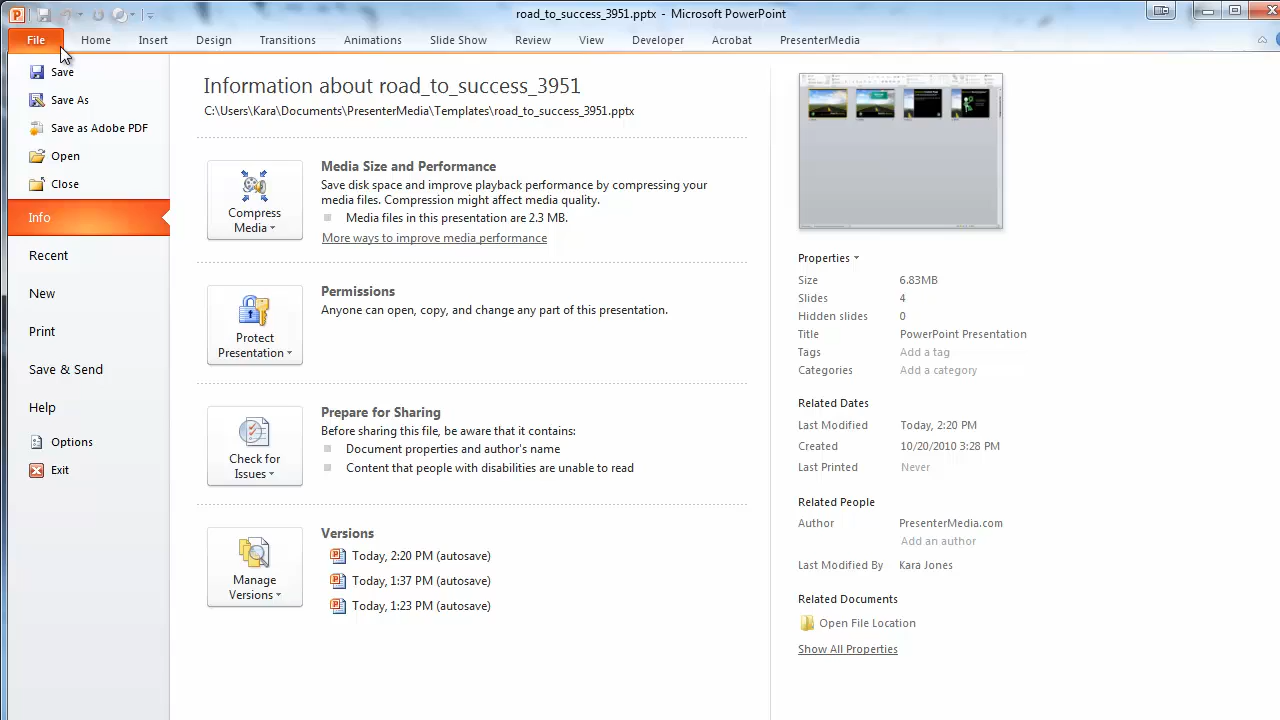 road_to_success_3951.pptx - Microsoft PowerPoint
File Home Insert Design Transitions Animations Slide Show Review View Developer Acrobat PresenterMedia
Save
Save As
Save as Adobe PDF
Open
Close
Info
Recent
New
Print
Save & Send
Help
Options
Exit
Information about road_to_success_3951
C:\Users\Kara\Documents\PresenterMedia\Templates\road_to_success_3951.pptx
Compress
Media
Media Size and Performance
Save disk space and improve playback performance by compressing your
media files. Compression might affect media quality.
Media files in this presentation are 2.3 MB.
More ways to improve media performance
Protect
Presentation
Permissions
Anyone can open, copy, and change any part of this presentation.
Check for
Issues
Prepare for Sharing
Before sharing this file, be aware that it contains:
Document properties and author's name
Content that people with disabilities are unable to read
Manage
Versions
Versions
Today, 2:20 PM (autosave)
Today, 1:37 PM (autosave)
Today, 1:23 PM (autosave)
Properties
Size 6.83MB
Slides 4
Hidden slides 0
Title PowerPoint Presentation
Tags Add a tag
Categories Add a category
Related Dates
Last Modified Today, 2:20 PM
Created 10/20/2010 3:28 PM
Last Printed Never
Related People
Author PresenterMedia.com
Add an author
Last Modified By Kara Jones
Related Documents
Open File Location
Show All Properties